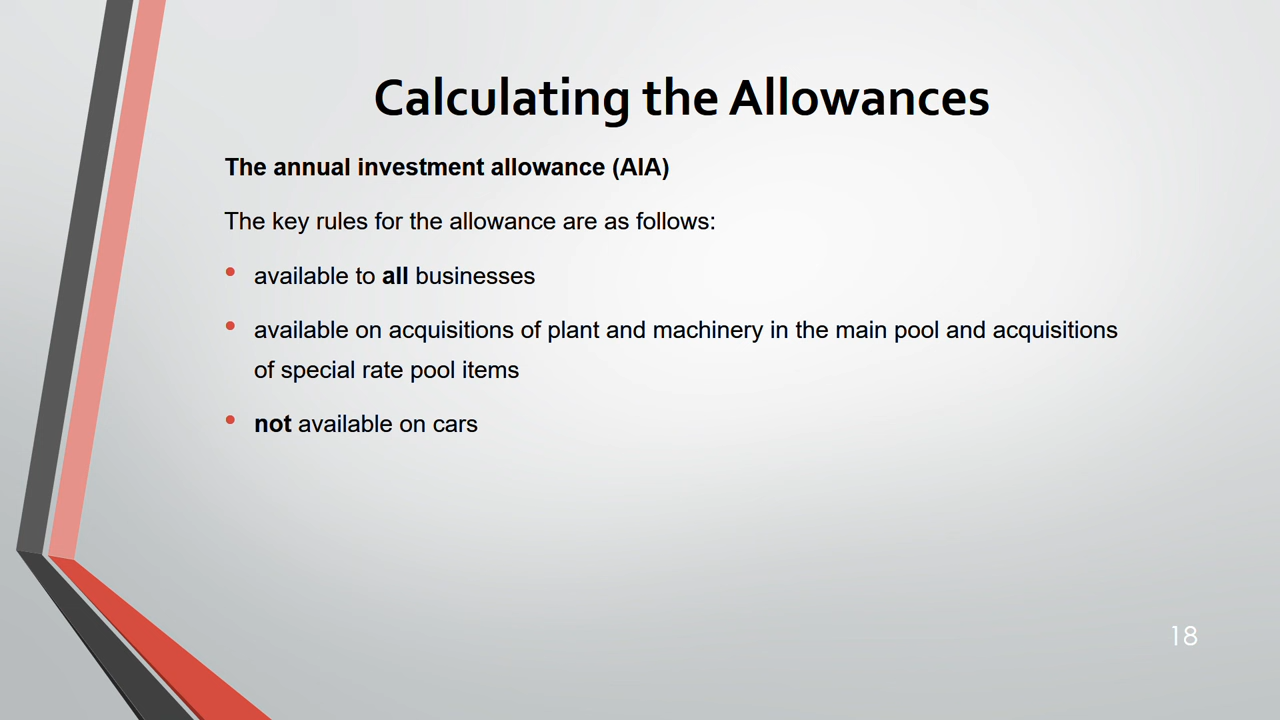 Calculating the Allowances
The annual investment allowance (AIA)
The key rules for the allowance are as follows:
• available to all businesses
• available on acquisitions of plant and machinery in the main pool and acquisitions
of special rate pool items
• not available on cars
18